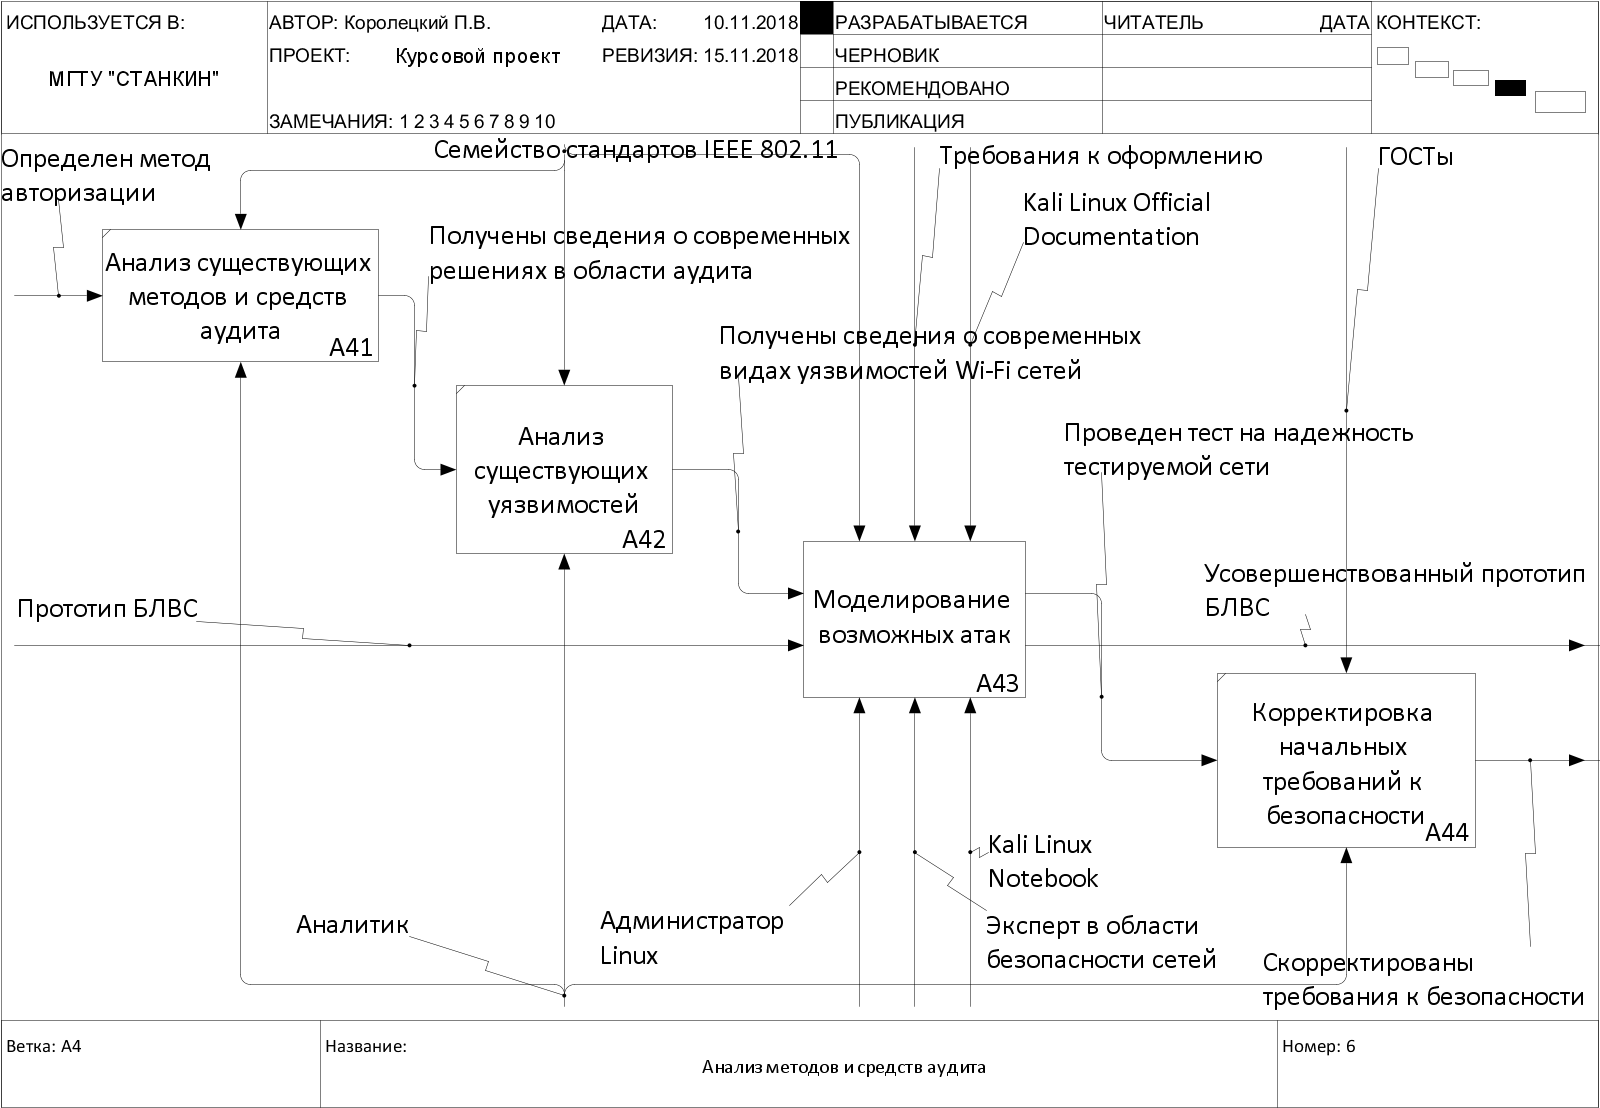 ИСПОЛЬЗУЕТСЯ В:
МГТУ "СТАНКИН"
АВТОР: Королецкий П.В.
ДАТА: 10.11.2018
ПРОЕКТ: Курсовой проект
РЕВИЗИЯ: 15.11.2018
ЗАМЕЧАНИЯ: 1 2 3 4 5 6 7 8 9 10
РАЗРАБАТЫВАЕТСЯ
ЧЕРНОВИК
РЕКОМЕНДОВАНО
ПУБЛИКАЦИЯ
ЧИТАТЕЛЬ
ДАТА
КОНТЕКСТ:
Определен метод
авторизации
Семейство стандартов IEEE 802.11
Требования к оформлению
ГОСТы
Kali Linux Official
Documentation
Анализ существующих
методов и средств
аудита
A41
Получены сведения о современных
решениях в области аудита
Получены сведения о современных
видах уязвимостей Wi-Fi сетей
Анализ
существующих
уязвимостей
A42
Проведен тест на надежность
тестируемой сети
Прототип БЛВС
Моделирование
возможных атак
A43
Усовершенствованный прототип
БЛВС
Корректировка
начальных
требований к
безопасности
A44
Kali Linux
Notebook
Аналитик
Администратор
Linux
Эксперт в области
безопасности сетей
Скорректированы
требования к безопасности
Ветка: A4
Название:
Анализ методов и средств аудита
Номер: 6